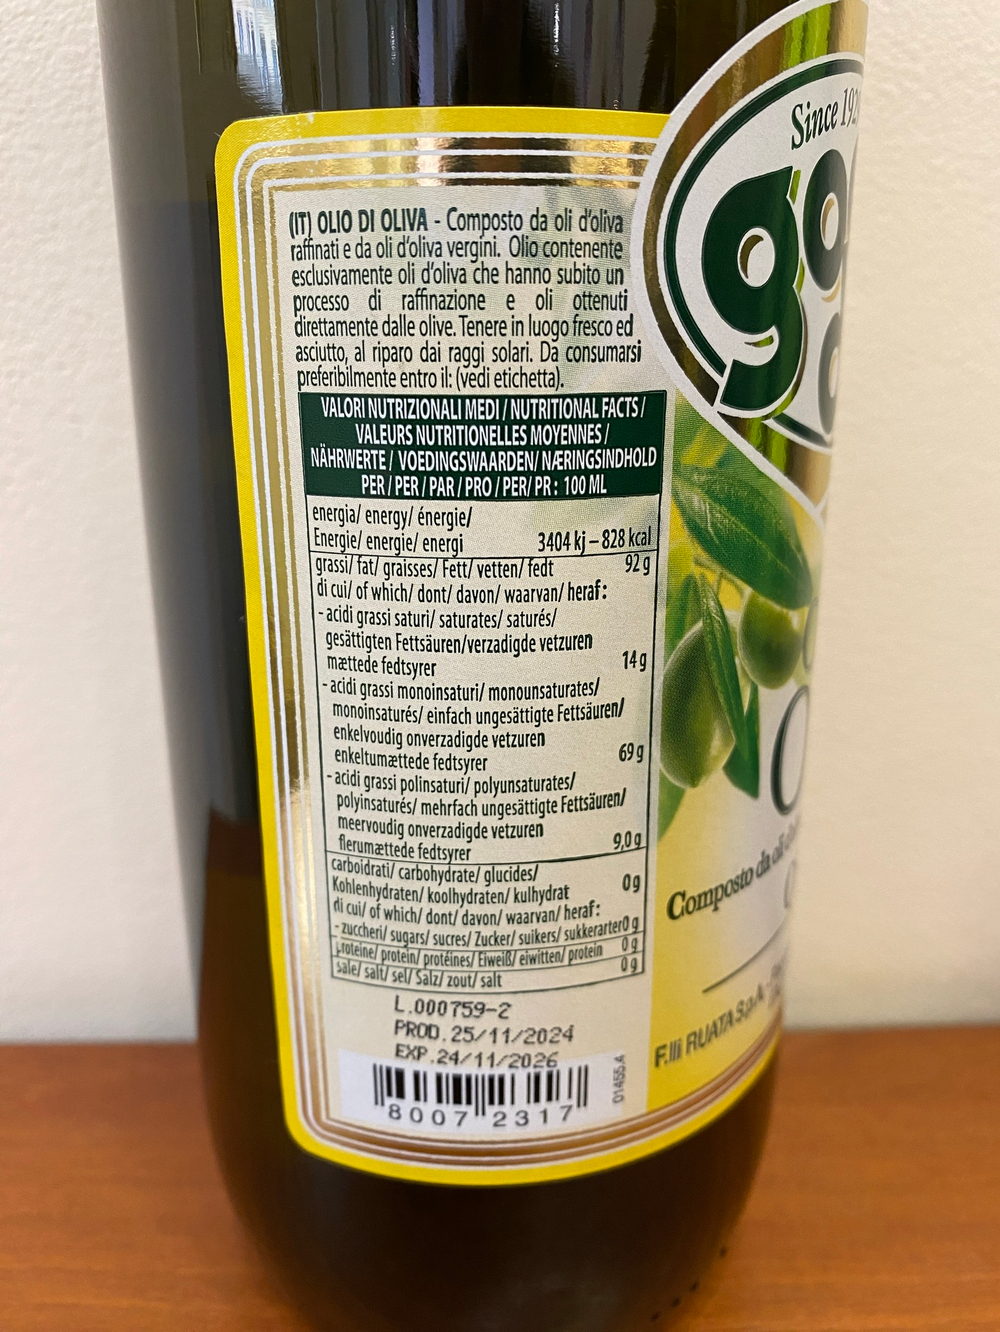 (IT) OLIO DI OLIVA - Composto da oli d'oliva
raffinati e da oli d'oliva vergini. Olio contenente
esclusivamente oli d'oliva che hanno subito un
processo di raffinazione e oli ottenuti
direttamente dalle olive. Tenere in luogo fresco ed
asciutto, al riparo dai raggi solari. Da consumarsi
preferibilmente entro il: (vedi etichetta).
VALORI NUTRIZIONALI MEDI / NUTRITIONAL FACTS /
VALEURS NUTRITIONELLES MOYENNES /
NÄHRWERTE / VOEDINGSWAARDEN/ NÆRINGSINDHOLD
PER / PER / PAR / PRO / PER/ PR : 100 ML
energia/ energy/ énergie/
Energie/ energie/ energi 3404 kj – 828 kcal
grassi/ fat/ graisses/ Fett/ vetten/ fedt 92 g
di cui/ of which/ dont/ davon/ waarvan/ heraf:
- acidi grassi saturi/ saturates/ saturés/
gesättigten Fettsäuren/verzadigde vetzuren
mættede fedtsyrer 14 g
- acidi grassi monoinsaturi/ monounsaturates/
monoinsaturés/ einfach ungesättigte Fettsäuren/
enkelvoudig onverzadigde vetzuren
enkeltumættede fedtsyrer 69 g
- acidi grassi polinsaturi/ polyunsaturates/
polyinsaturés/ mehrfach ungesättigte Fettsäuren/
meervoudig onverzadigde vetzuren
flerumættede fedtsyrer 9,0 g
carboidrati/ carbohydrate/ glucides/
Kohlenhydraten/ koolhydraten/ kulhydrat 0 g
di cui/ of which/ dont/ davon/ waarvan/ heraf:
- zuccheri/ sugars/ sucres/ Zucker/ suikers/ sukkerarter 0 g
proteine/ protein/ protéines/ Eiweiß/ eiwitten/ protein 0 g
sale/ salt/ sel/ Salz/ zout/ salt 0 g
L.000759-2
PROD. 25/11/2024
EXP. 24/11/2026
8007 2317
01455.4
Since 192
go
Composto da oli
F.lli RUATA S.p.A.